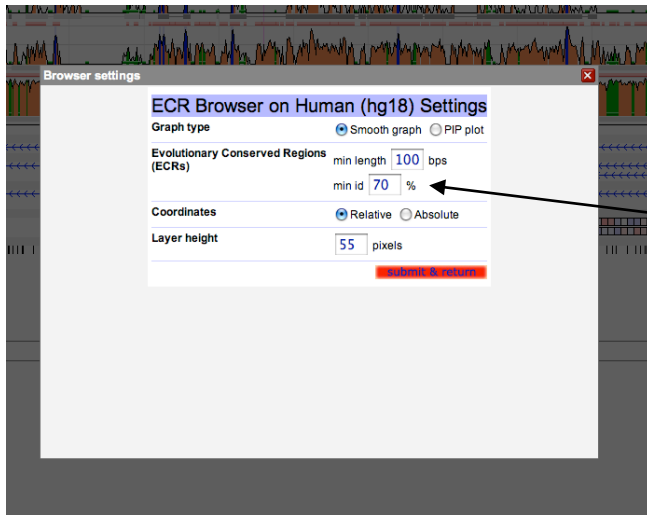 Browser settings
ECR Browser on Human (hg18) Settings
Graph type Smooth graph PIP plot
Evolutionary Conserved Regions (ECRs) min length 100 bps
min id 70 %
Coordinates Relative Absolute
Layer height 55 pixels
submit & return